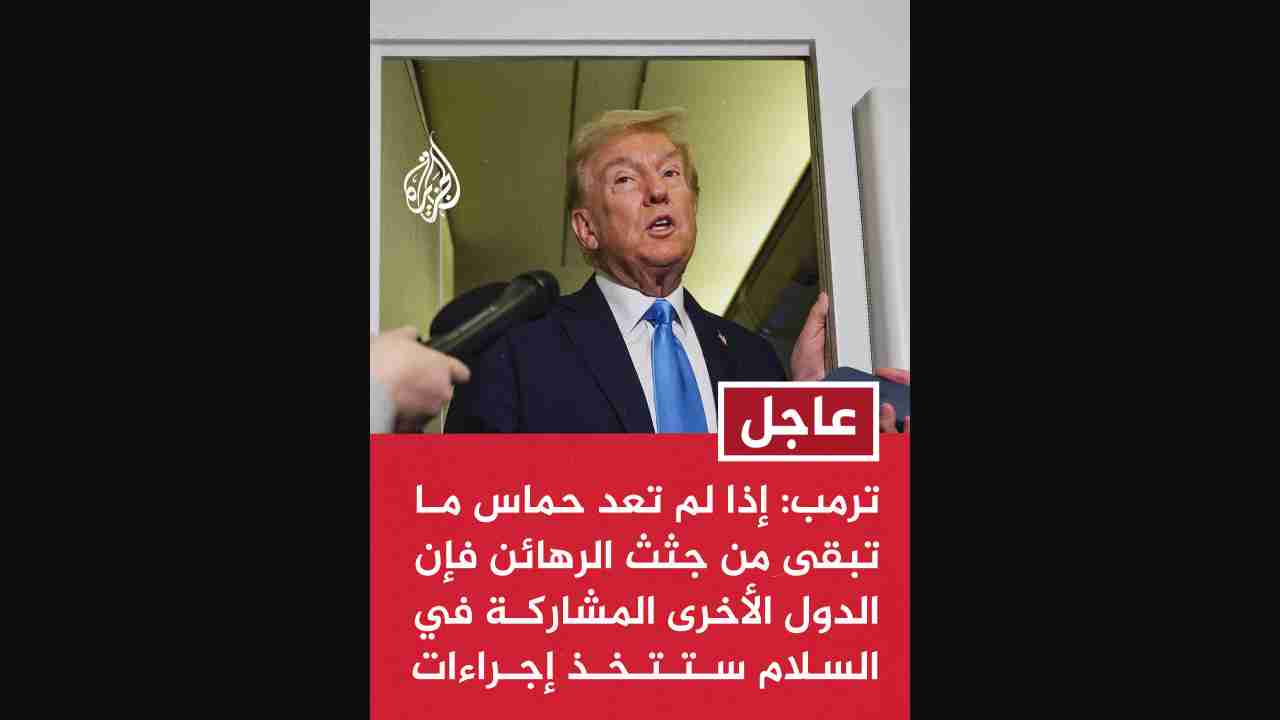 الجزيرة
عاجل
ترمب: إذا لم تعد حماس ما
تبقى من جثث الرهائن فإن
الدول الأخرى المشاركة في
السلام ستتخذ إجراءات